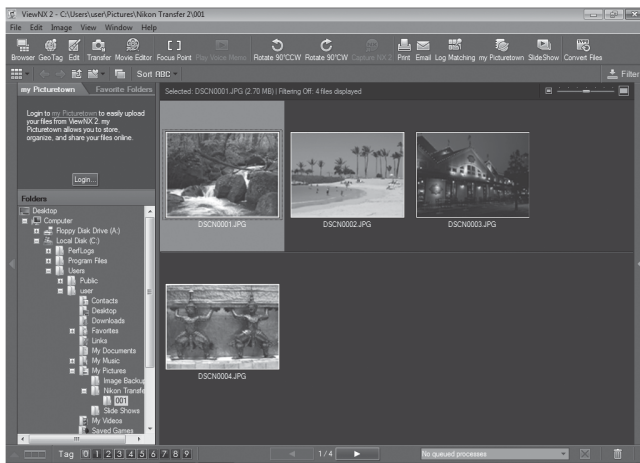 ViewNX 2 - C:\Users\user\Pictures\Nikon Transfer 2\001
File Edit Image View Window Help
Browser GeoTag Edit Transfer Movie Editor Focus Point Play Voice Memo Rotate 90°CCW Rotate 90°CW Capture NX 2 Print Email Log Matching my Picturetown SlideShow Convert Files
Sort ABC Filter
my Picturetown Favorite Folders
Selected: DSCN0001.JPG (2.70 MB) | Filtering Off: 4 files displayed
Login to my Picturetown to easily upload
your files from ViewNX 2. my
Picturetown allows you to store,
organize, and share your files online.
Login...
Folders
Desktop
Computer
Floppy Disk Drive (A:)
Local Disk (C:)
PerfLogs
Program Files
Users
Public
user
Contacts
Desktop
Downloads
Favorites
Links
My Documents
My Music
My Pictures
Image Backup
Nikon Transfe
001
Slide Shows
My Videos
Saved Games
DSCN0001.JPG
DSCN0002.JPG
DSCN0003.JPG
DSCN0004.JPG
Tag 0 1 2 3 4 5 6 7 8 9
1/4
No queued processes